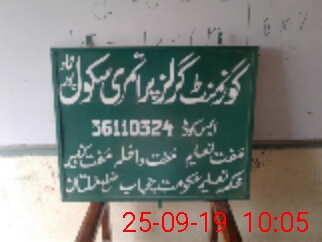 گورنمنٹ گرلز پرائمری سکول
ایمس کوڈ 36110324
مفت تعلیم مفت داخلہ مفت کتابیں
محکمہ تعلیم حکومت پنجاب ضلع ملتان
25-09-19 10:05